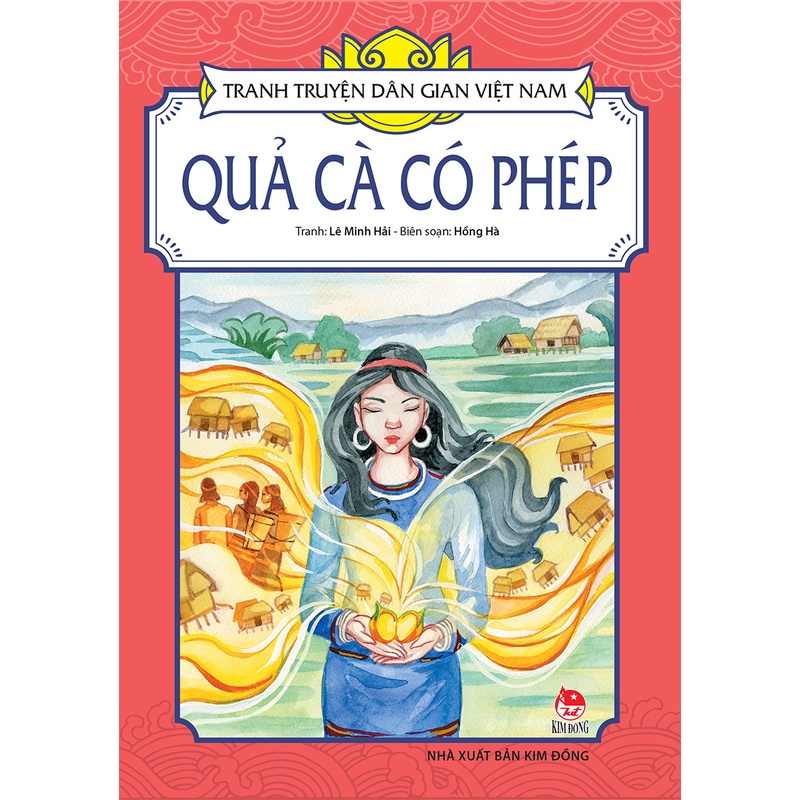 TRANH TRUYỆN DÂN GIAN VIỆT NAM
QUẢ CÀ CÓ PHÉP
Tranh: Lê Minh Hải - Biên soạn: Hồng Hà
KIM ĐỒNG
NHÀ XUẤT BẢN KIM ĐỒNG